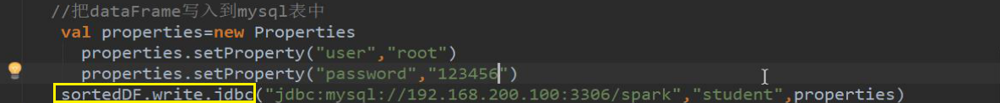 //把dataFrame写入到mysql表中
val properties=new Properties
properties.setProperty("user","root")
properties.setProperty("password","123456")
sortedDF.write.jdbc("jdbc:mysql://192.168.200.100:3306/spark","student",properties)